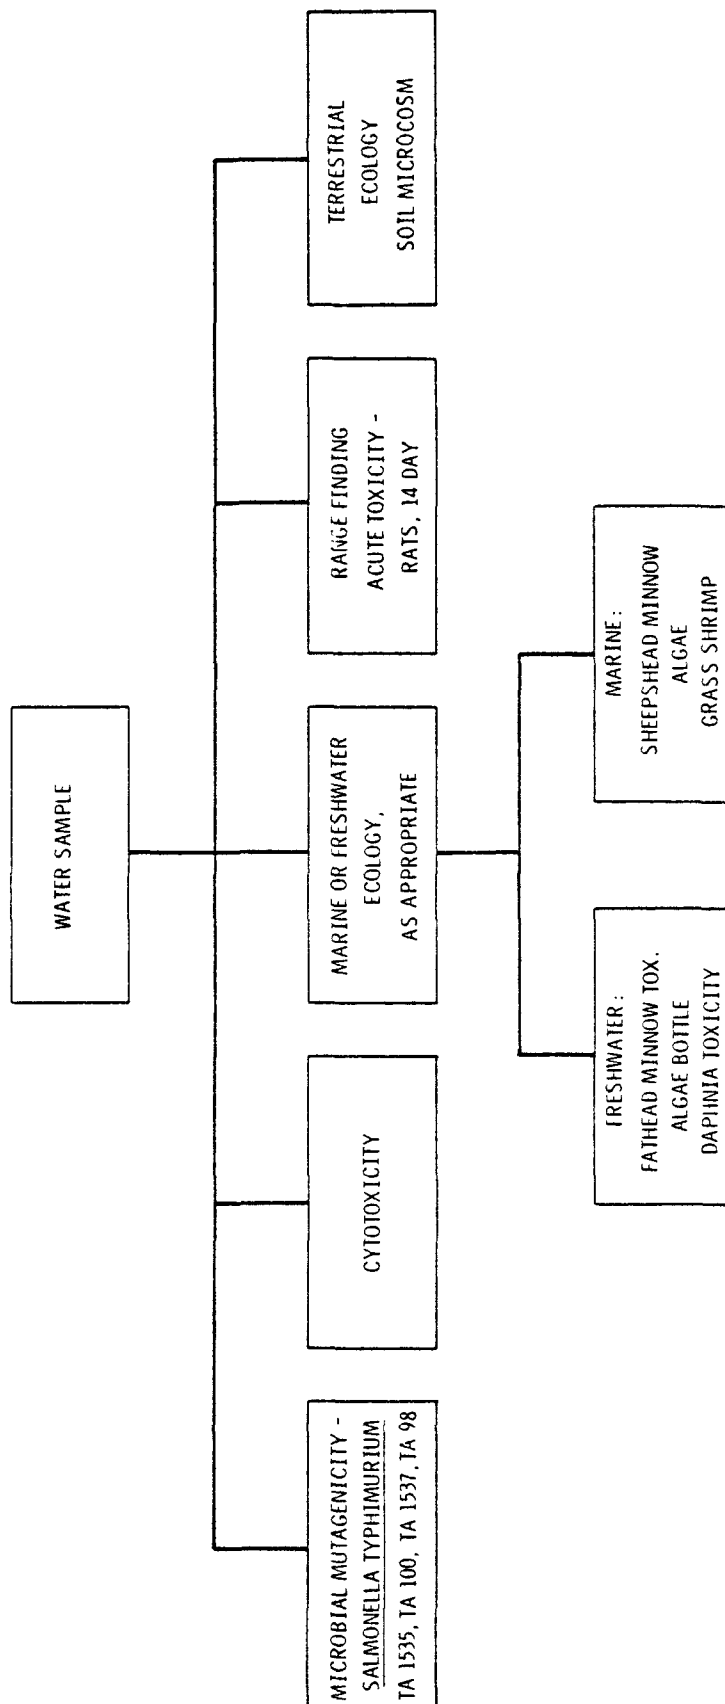 WATER SAMPLE
MICROBIAL MUTAGENICITY -
SALMONELLA TYPHIMURIUM
TA 1535, TA 100, TA 1537, TA 98
CYTOTOXICITY
MARINE OR FRESHWATER
ECOLOGY,
AS APPROPRIATE
RANGE FINDING
ACUTE TOXICITY -
RATS, 14 DAY
TERRESTRIAL
ECOLOGY
SOIL MICROCOSM
FRESHWATER:
FATHEAD MINNOW TOX.
ALGAE BOTTLE
DAPHNIA TOXICITY
MARINE:
SHEEPSHEAD MINNOW
ALGAE
GRASS SHRIMP